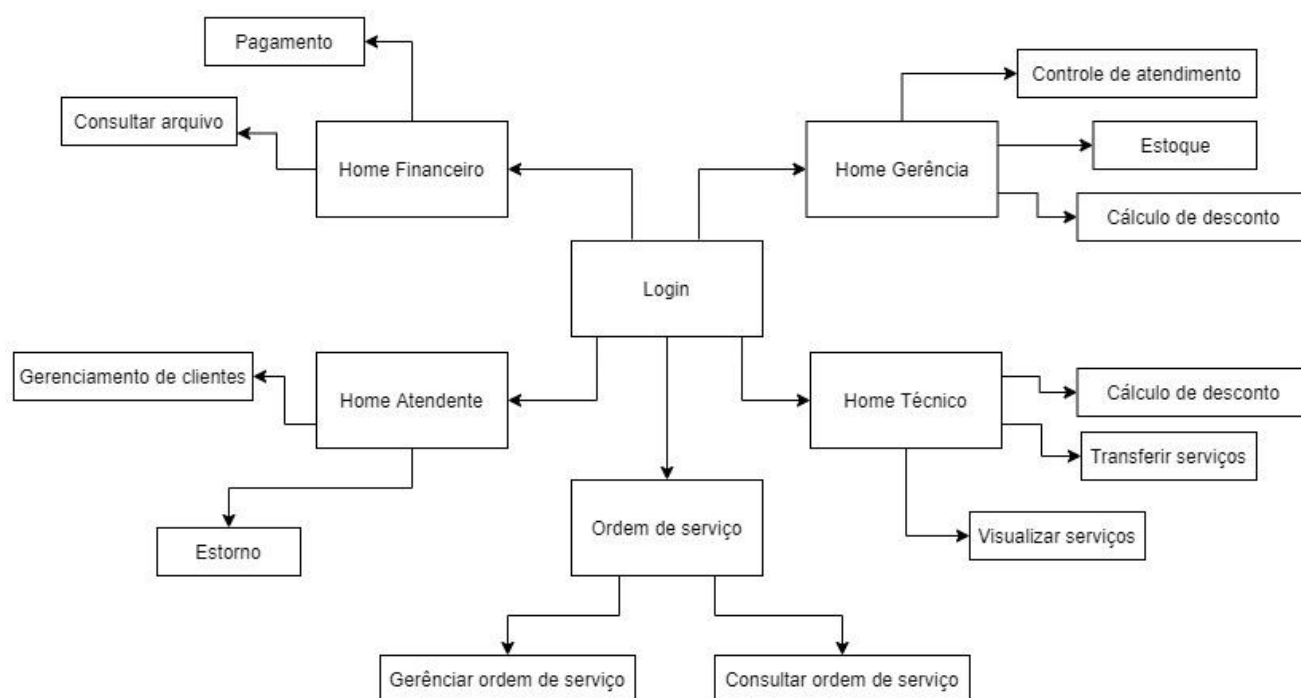 Pagamento
Controle de atendimento
Consultar arquivo
Home Financeiro
Home Gerência
Estoque
Cálculo de desconto
Login
Gerenciamento de clientes
Home Atendente
Home Técnico
Cálculo de desconto
Transferir serviços
Ordem de serviço
Visualizar serviços
Estorno
Gerênciar ordem de serviço
Consultar ordem de serviço